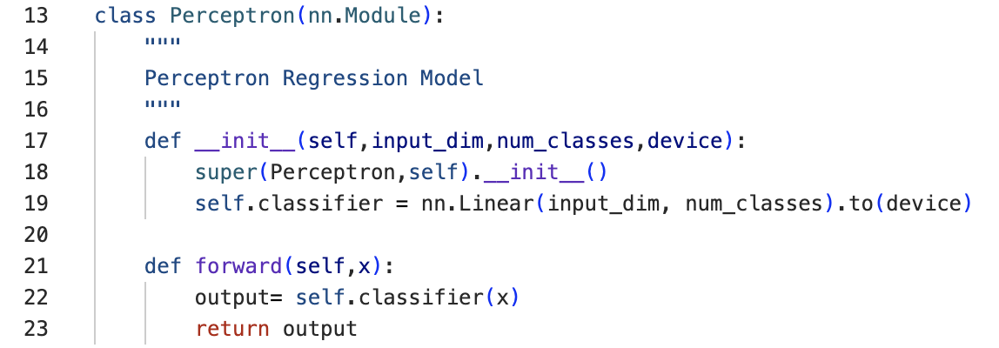 13 class Perceptron(nn.Module):
14 """
15 Perceptron Regression Model
16 """
17 def __init__(self,input_dim,num_classes,device):
18 super(Perceptron,self).__init__()
19 self.classifier = nn.Linear(input_dim, num_classes).to(device)
20
21 def forward(self,x):
22 output= self.classifier(x)
23 return output